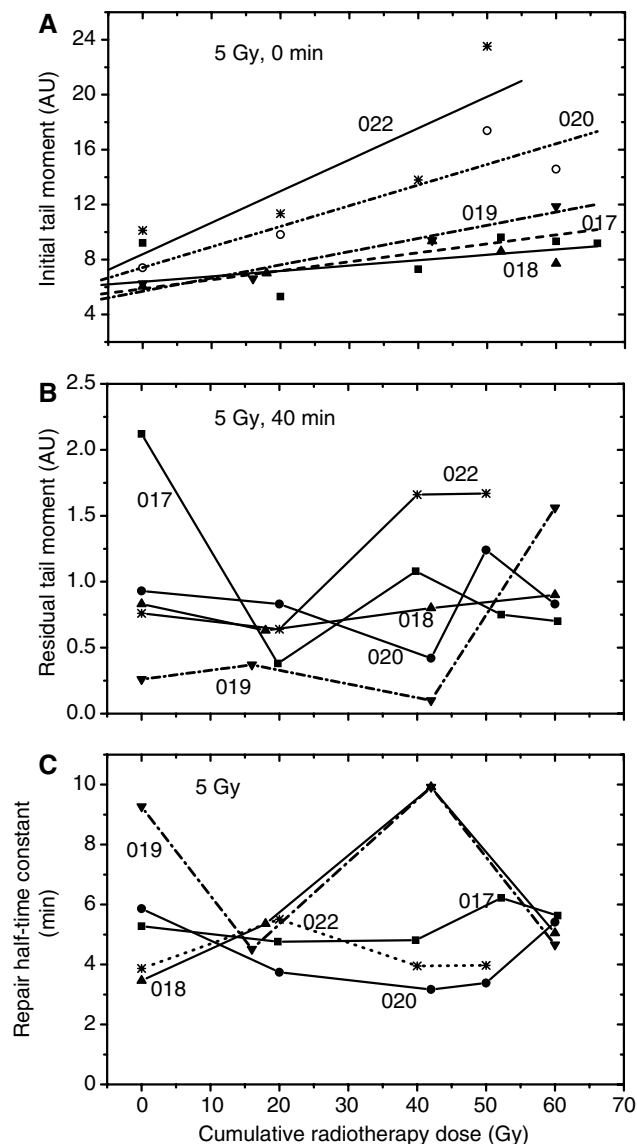 A
5 Gy, 0 min
Initial tail moment (AU)
24
20
16
12
8
4
022
020
019
017
018
B
5 Gy, 40 min
Residual tail moment (AU)
2.5
2.0
1.5
1.0
0.5
0.0
017
022
018
020
019
C
5 Gy
Repair half-time constant
(min)
10
8
6
4
2
0
019
017
022
018
020
0 10 20 30 40 50 60 70
Cumulative radiotherapy dose (Gy)